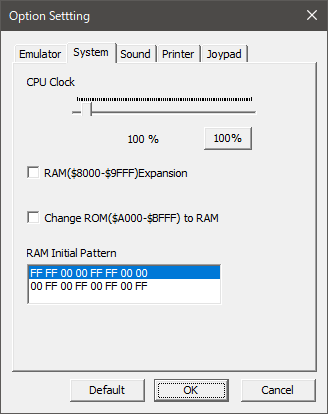 Option Settting
Emulator System Sound Printer Joypad
CPU Clock
100 % 100%
RAM($8000-$9FFF)Expansion
Change ROM($A000-$BFFF) to RAM
RAM Initial Pattern
FF FF 00 00 FF FF 00 00
00 FF 00 FF 00 FF 00 FF
Default OK Cancel